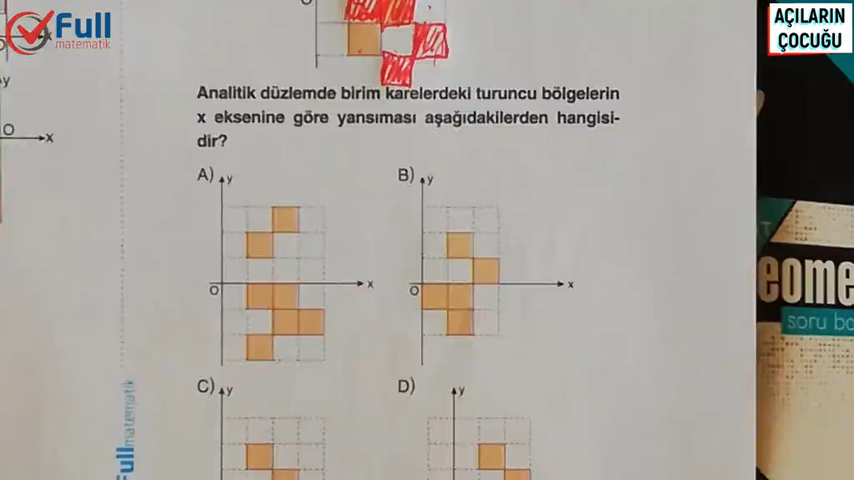 Full
matematik
AÇILARIN
ÇOCUĞU
y
O
x
Analitik düzlemde birim karelerdeki turuncu bölgelerin
x eksenine göre yansıması aşağıdakilerden hangisi-
dir?
A) y
O
x
B) y
O
x
C) y
D) y
Fullmatematik
eome
soru ba